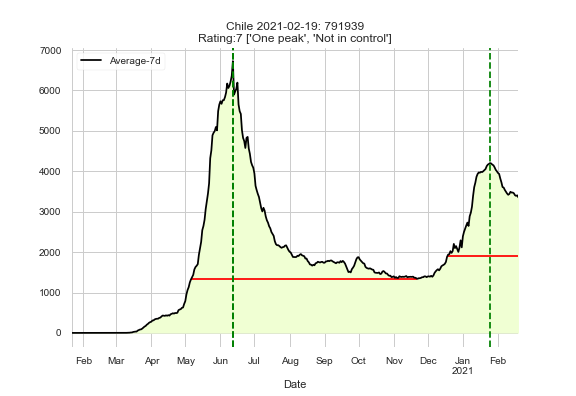 Chile 2021-02-19: 791939
Rating:7 ['One peak', 'Not in control']
7000
Average-7d
6000
5000
4000
3000
2000
1000
0
Feb Mar Apr May Jun Jul Aug Sep Oct Nov Dec Jan Feb
2021
Date